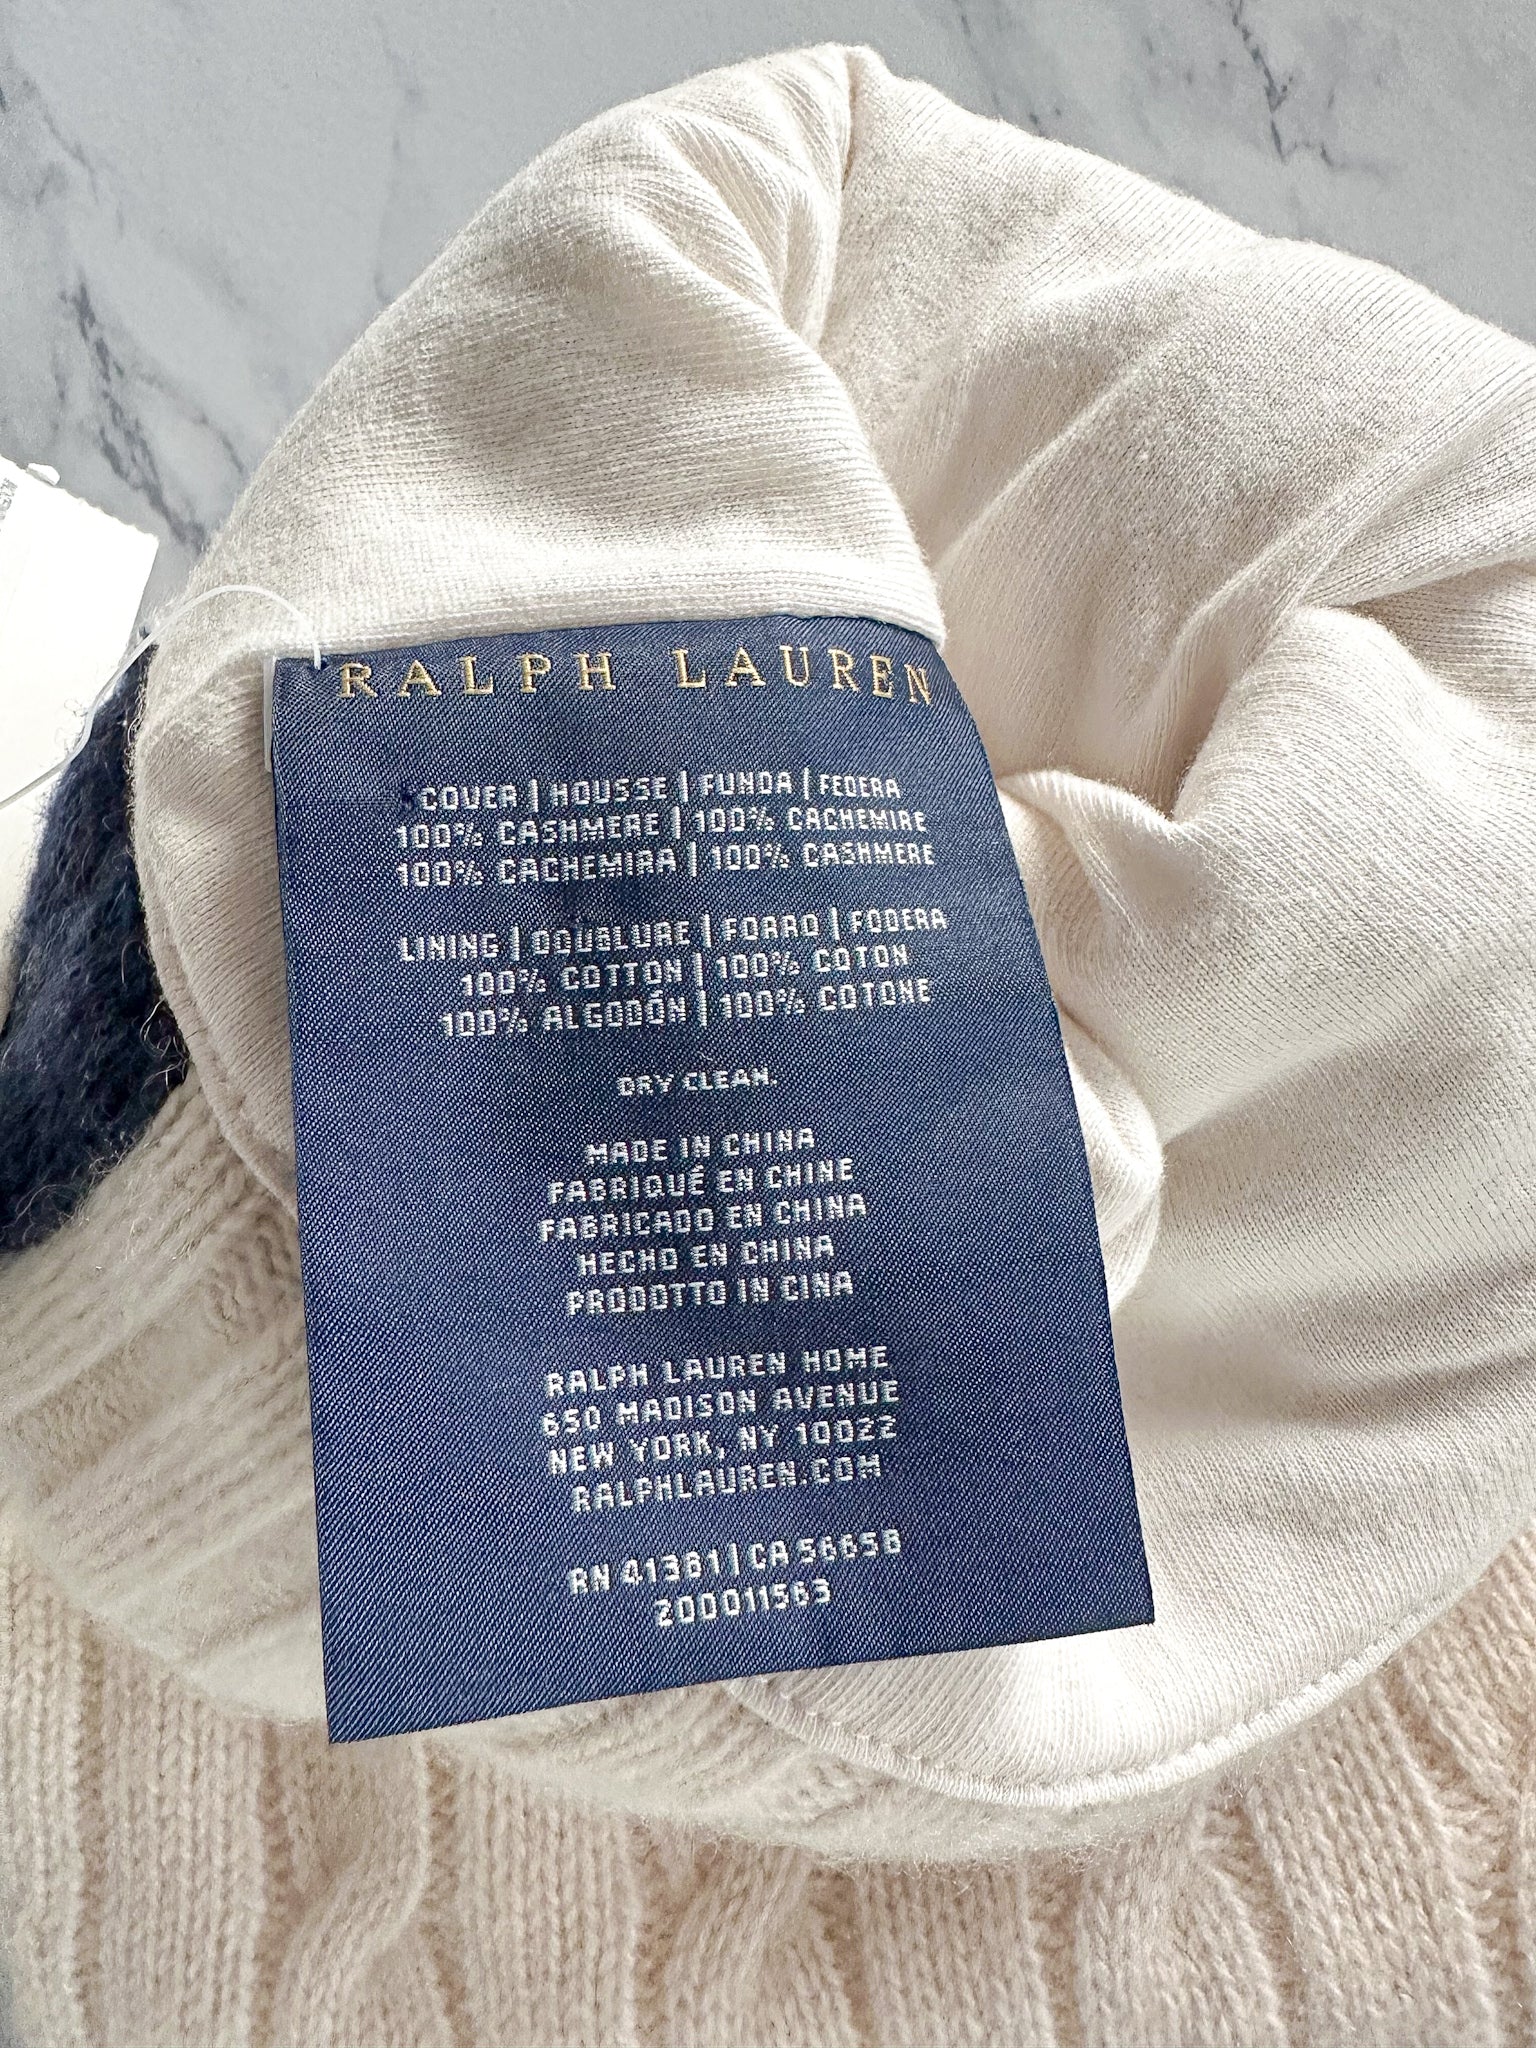 RALPH LAUREN
COVER | HOUSSE | FUNDA | FEDERA
100% CASHMERE | 100% CACHEMIRE
100% CACHEMIRA | 100% CASHMERE
LINING | DOUBLURE | FORRO | FODERA
100% COTTON | 100% COTON
100% ALGODÓN | 100% COTONE
DRY CLEAN.
MADE IN CHINA
FABRIQUÉ EN CHINE
FABRICADO EN CHINA
HECHO EN CHINA
PRODOTTO IN CINA
RALPH LAUREN HOME
650 MADISON AVENUE
NEW YORK, NY 10022
RALPHLAUREN.COM
RN 41381 | CA 56658
200011563